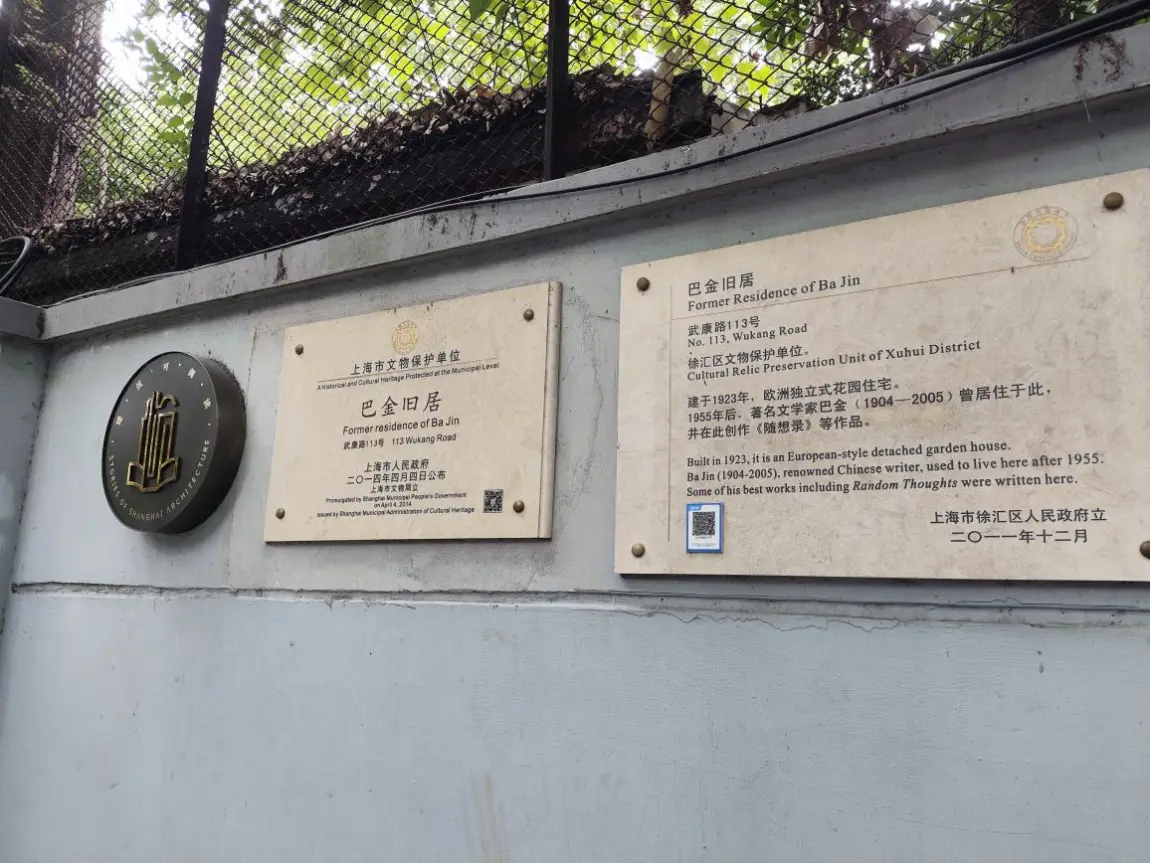 STORIES OF SHANGHAI ARCHITECTURE
上海市文物保护单位
A Historical and Cultural Heritage Protected at the Municipal Level
巴金旧居
Former residence of Ba Jin
武康路113号 113 Wukang Road
上海市人民政府
二〇一四年四月四日公布
上海市文物局立
Promulgated by Shanghai Municipal People's Government
on April 4, 2014
Issued by Shanghai Municipal Administration of Cultural Heritage
巴金旧居
Former Residence of Ba Jin
武康路113号
No. 113, Wukang Road
徐汇区文物保护单位。
Cultural Relic Preservation Unit of Xuhui District
建于1923年，欧洲独立式花园住宅。
1955年后，著名文学家巴金（1904—2005）曾居住于此，
并在此创作《随想录》等作品。
Built in 1923, it is an European-style detached garden house.
Ba Jin (1904-2005), renowned Chinese writer, used to live here after 1955.
Some of his best works including Random Thoughts were written here.
上海市徐汇区人民政府立
二〇一一年十二月